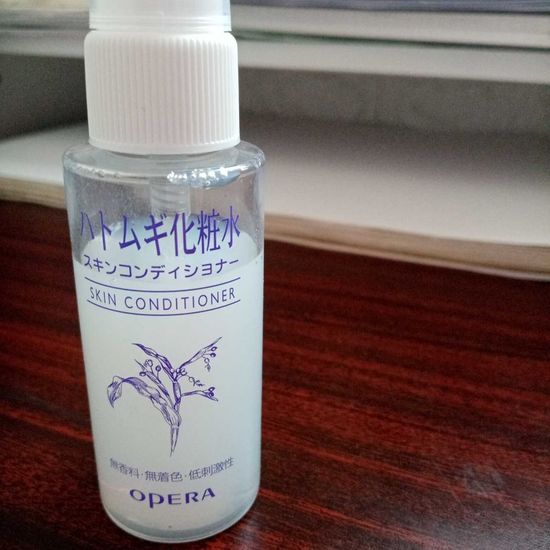 ハトムギ化粧水
スキンコンディショナー
SKIN CONDITIONER
無香料・無着色・低刺激性
OPERA